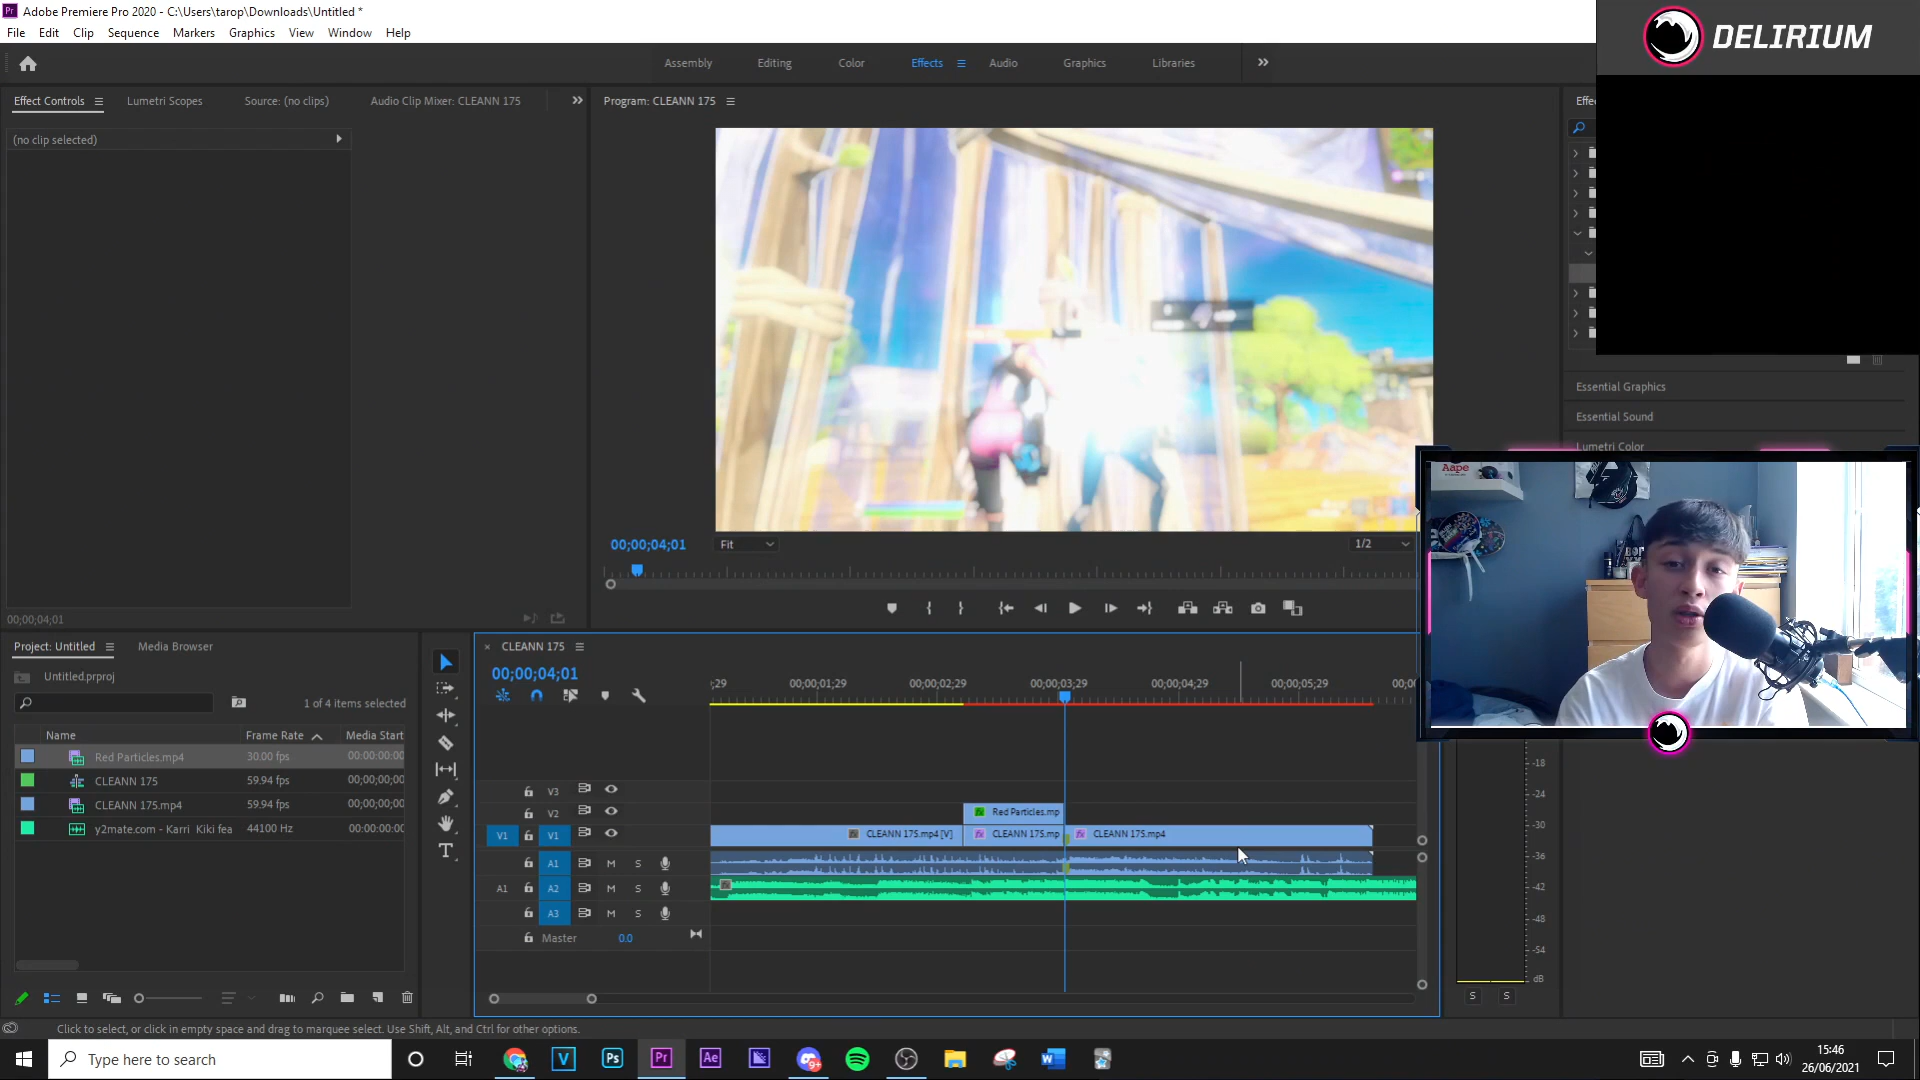 Adobe Premiere Pro 2020 - C:\Users\tarop\Downloads\Untitled *
DELIRIUM
File Edit Clip Sequence Markers Graphics View Window Help
Assembly Editing Color Effects Audio Graphics Libraries
Effect Controls Lumetri Scopes Source: (no clips) Audio Clip Mixer: CLEANN 175
Program: CLEANN 175
Effec
(no clip selected)
Essential Graphics
Essential Sound
Lumetri Color
Aape
00;00;04;01 Fit 1/2
00;00;04;01
Project: Untitled Media Browser
Untitled.prproj
1 of 4 items selected
Name Frame Rate Media Start
Red Particles.mp4 30.00 fps 00:00:00:00
CLEANN 175 59.94 fps 00;00;00;00
CLEANN 175.mp4 59.94 fps 00;00;00;00
y2mate.com - Karri Kiki fea 44100 Hz 00:00:00:00
× CLEANN 175
00;00;04;01
;29 00;00;01;29 00;00;02;29 00;00;03;29 00;00;04;29 00;00;05;29 00;00
V3
V2 Red Particles.mp
V1 V1 CLEANN 175.mp4 [V] CLEANN 175.mp CLEANN 175.mp4
A1 M S
A1 A2 M S
A3 M S
Master 0.0
-18
-24
-30
-36
-42
-48
-54
dB
S S
Click to select, or click in empty space and drag to marquee select. Use Shift, Alt, and Ctrl for other options.
Type here to search
V Ps Pr Ae
15:46
26/06/2021